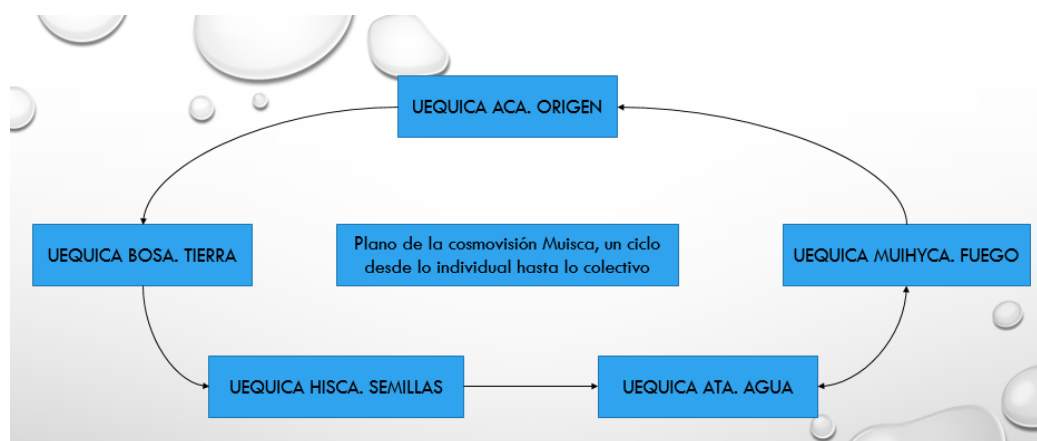 UEQUICA ACA. ORIGEN
UEQUICA BOSA. TIERRA
Plano de la cosmovisión Muisca, un ciclo
desde lo individual hasta lo colectivo
UEQUICA MUIHYCA. FUEGO
UEQUICA HISCA. SEMILLAS
UEQUICA ATA. AGUA